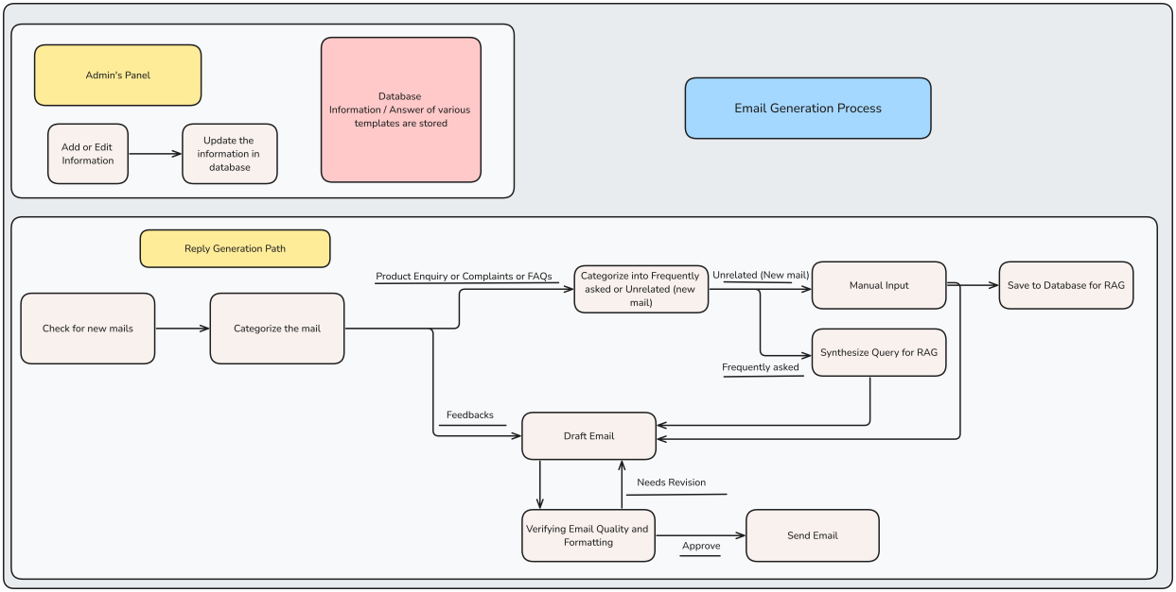 Admin's Panel
Database
Information / Answer of various
templates are stored
Email Generation Process
Add or Edit
Information
Update the
information in
database
Reply Generation Path
Product Enquiry or Complaints or FAQs
Categorize into Frequently
asked or Unrelated (new
mail)
Unrelated (New mail)
Manual Input
Save to Database for RAG
Check for new mails
Categorize the mail
Synthesize Query for RAG
Frequently asked
Feedbacks
Draft Email
Needs Revision
Verifying Email Quality and
Formatting
Approve
Send Email